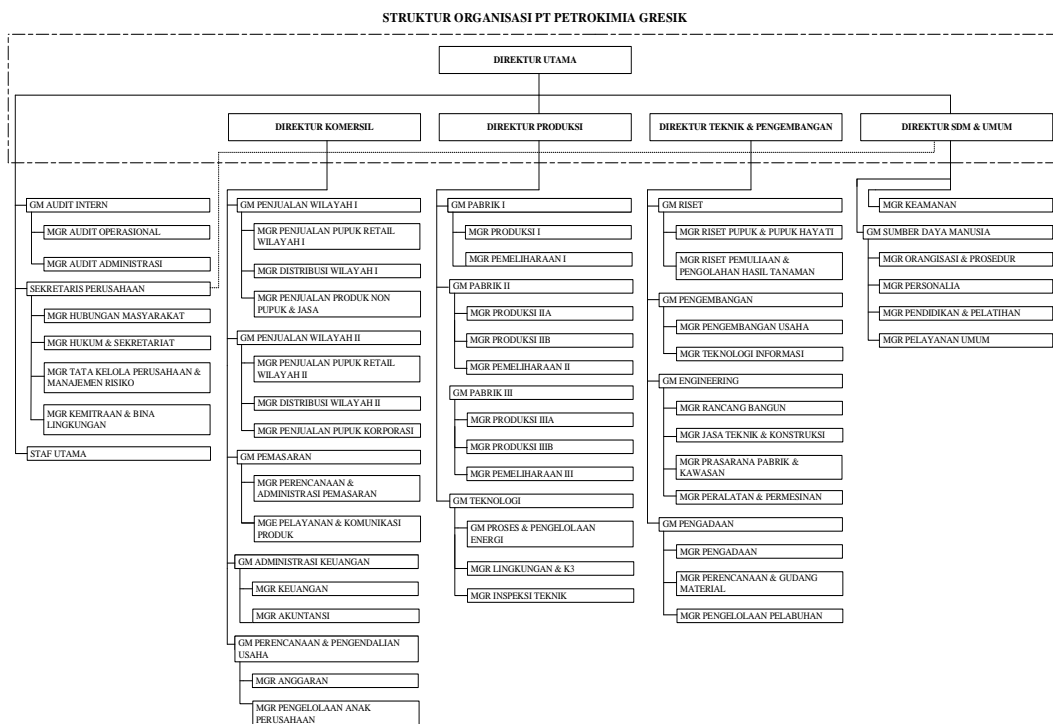 STRUKTUR ORGANISASI PT PETROKIMIA GRESIK
DIREKTUR UTAMA
DIREKTUR KOMERSIL
DIREKTUR PRODUKSI
DIREKTUR TEKNIK & PENGEMBANGAN
DIREKTUR SDM & UMUM
GM AUDIT INTERN
MGR AUDIT OPERASIONAL
MGR AUDIT ADMINISTRASI
SEKRETARIS PERUSAHAAN
MGR HUBUNGAN MASYARAKAT
MGR HUKUM & SEKRETARIAT
MGR TATA KELOLA PERUSAHAAN &
MANAJEMEN RISIKO
MGR KEMITRAAN & BINA
LINGKUNGAN
STAF UTAMA
GM PENJUALAN WILAYAH I
MGR PENJUALAN PUPUK RETAIL
WILAYAH I
MGR DISTRIBUSI WILAYAH I
MGR PENJUALAN PRODUK NON
PUPUK & JASA
GM PENJUALAN WILAYAH II
MGR PENJUALAN PUPUK RETAIL
WILAYAH II
MGR DISTRIBUSI WILAYAH II
MGR PENJUALAN PUPUK KORPORASI
GM PEMASARAN
MGR PERENCANAAN &
ADMINISTRASI PEMASARAN
MGE PELAYANAN & KOMUNIKASI
PRODUK
GM ADMINISTRASI KEUANGAN
MGR KEUANGAN
MGR AKUNTANSI
GM PERENCANAAN & PENGENDALIAN
USAHA
MGR ANGGARAN
MGR PENGELOLAAN ANAK
PERUSAHAAN
GM PABRIK I
MGR PRODUKSI I
MGR PEMELIHARAAN I
GM PABRIK II
MGR PRODUKSI IIA
MGR PRODUKSI IIB
MGR PEMELIHARAAN II
GM PABRIK III
MGR PRODUKSI IIIA
MGR PRODUKSI IIIB
MGR PEMELIHARAAN III
GM TEKNOLOGI
GM PROSES & PENGELOLAAN
ENERGI
MGR LINGKUNGAN & K3
MGR INSPEKSI TEKNIK
GM RISET
MGR RISET PUPUK & PUPUK HAYATI
MGR RISET PEMULIAAN &
PENGOLAHAN HASIL TANAMAN
GM PENGEMBANGAN
MGR PENGEMBANGAN USAHA
MGR TEKNOLOGI INFORMASI
GM ENGINEERING
MGR RANCANG BANGUN
MGR JASA TEKNIK & KONSTRUKSI
MGR PRASARANA PABRIK &
KAWASAN
MGR PERALATAN & PERMESINAN
GM PENGADAAN
MGR PENGADAAN
MGR PERENCANAAN & GUDANG
MATERIAL
MGR PENGELOLAAN PELABUHAN
MGR KEAMANAN
GM SUMBER DAYA MANUSIA
MGR ORANGISASI & PROSEDUR
MGR PERSONALIA
MGR PENDIDIKAN & PELATIHAN
MGR PELAYANAN UMUM